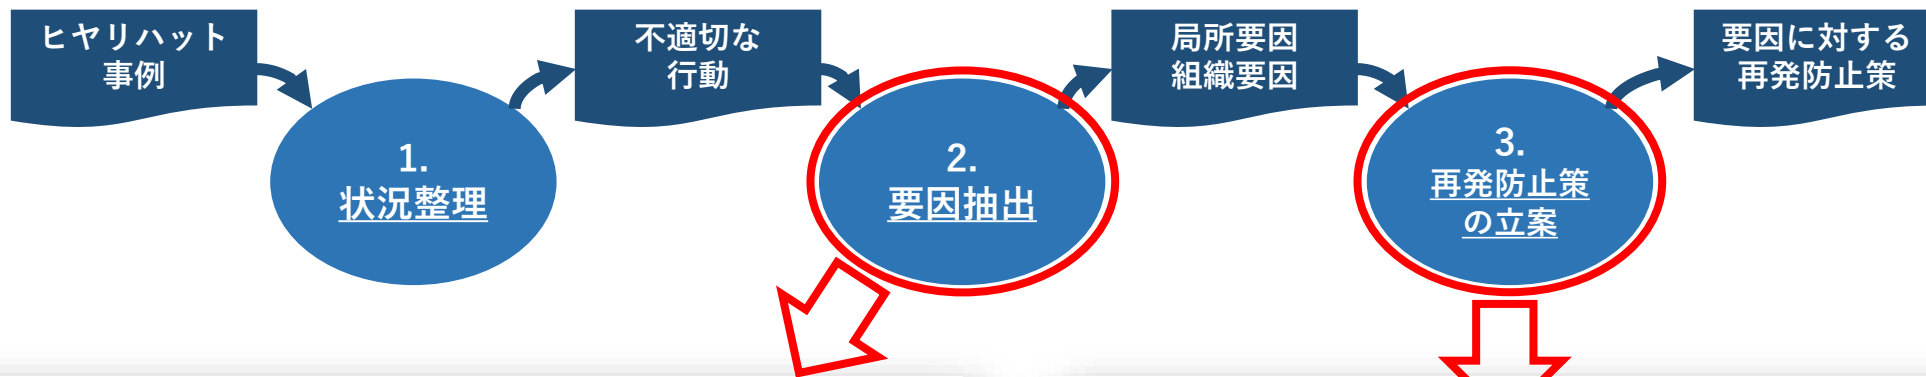 ヒヤリハット
事例
1.
状況整理
不適切な
行動
2.
要因抽出
局所要因
組織要因
3.
再発防止策
の立案
要因に対する
再発防止策